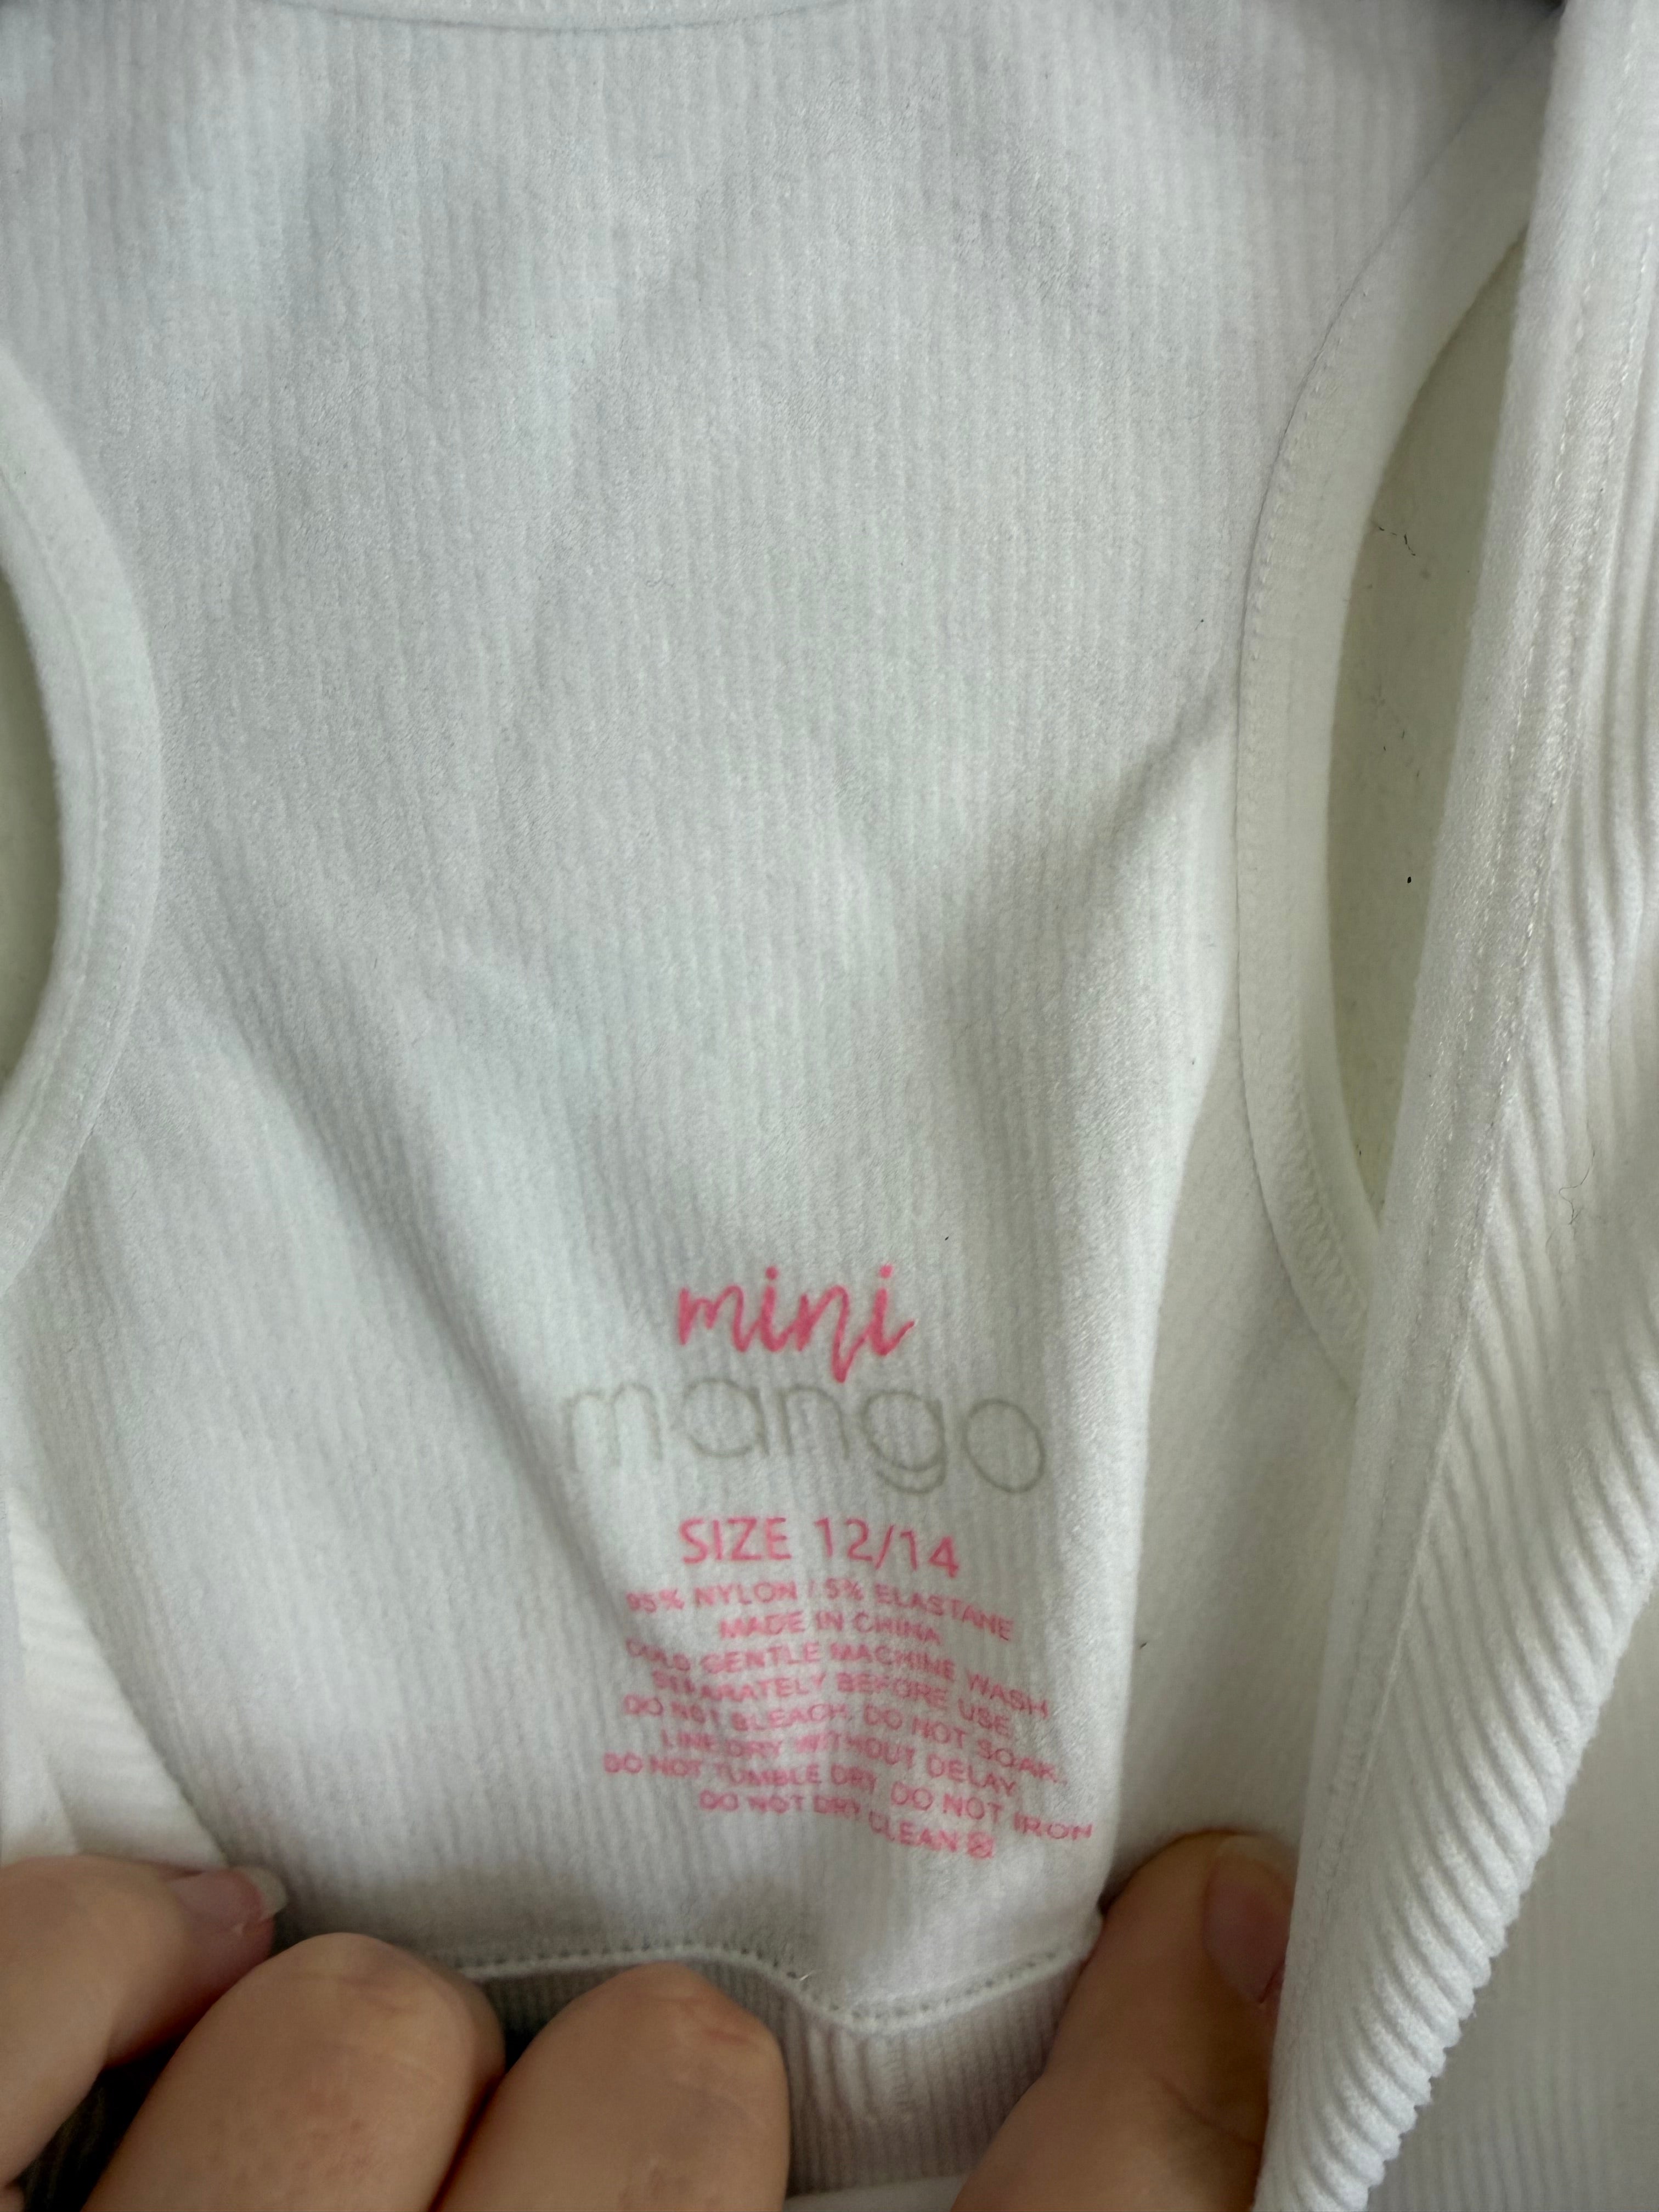 mini
mango
SIZE 12/14
95% NYLON / 5% ELASTANE
MADE IN CHINA
COLD GENTLE MACHINE WASH
SEPARATELY BEFORE USE.
DO NOT BLEACH. DO NOT SOAK.
LINE DRY WITHOUT DELAY.
DO NOT TUMBLE DRY. DO NOT IRON
DO NOT DRY CLEAN